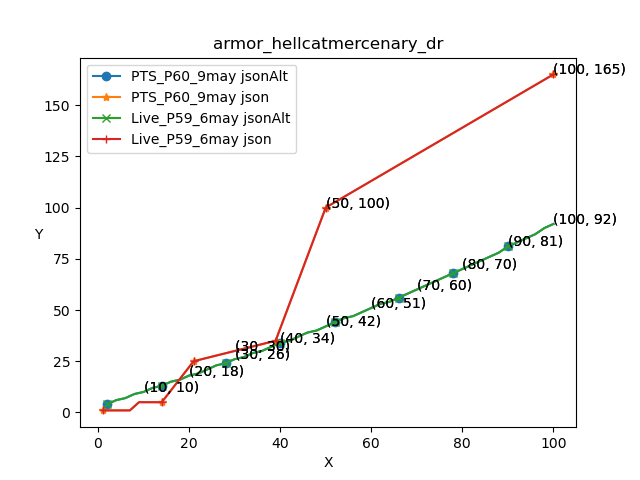 armor_hellcatmercenary_dr
PTS_P60_9may jsonAlt
PTS_P60_9may json
Live_P59_6may jsonAlt
Live_P59_6may json
(100, 165)
(50, 100)
(100, 92)
(90, 81)
(80, 70)
(70, 60)
(60, 51)
(50, 42)
(40, 34)
(30, 30)
(30, 26)
(20, 18)
(10, 10)
Y
150
125
100
75
50
25
0
0 20 40 60 80 100
X